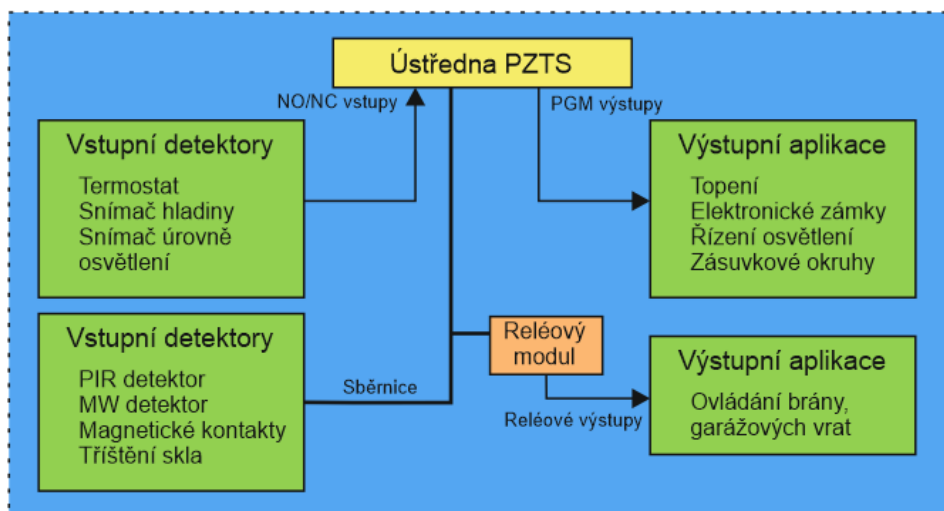 Ústředna PZTS
NO/NC vstupy
PGM výstupy
Vstupní detektory
Termostat
Snímač hladiny
Snímač úrovně
osvětlení
Výstupní aplikace
Topení
Elektronické zámky
Řízení osvětlení
Zásuvkové okruhy
Vstupní detektory
PIR detektor
MW detektor
Magnetické kontakty
Tříštění skla
Sběrnice
Reléový
modul
Reléové výstupy
Výstupní aplikace
Ovládání brány,
garážových vrat